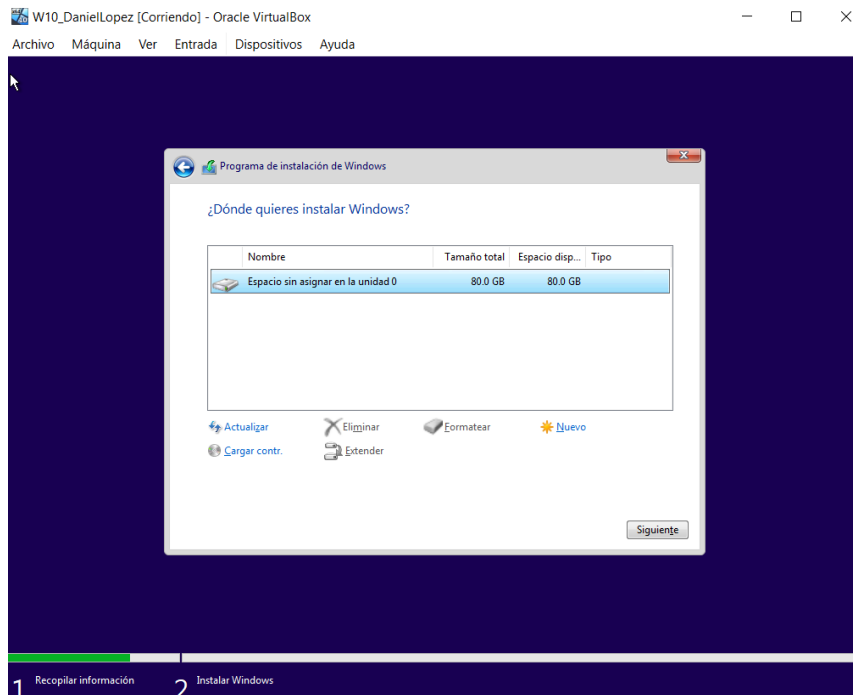 W10_DanielLopez [Corriendo] - Oracle VirtualBox
Archivo Máquina Ver Entrada Dispositivos Ayuda
Programa de instalación de Windows
¿Dónde quieres instalar Windows?
Nombre Tamaño total Espacio disp... Tipo
Espacio sin asignar en la unidad 0 80.0 GB 80.0 GB
Actualizar Eliminar Formatear Nuevo
Cargar contr. Extender
Siguiente
1 Recopilar información 2 Instalar Windows